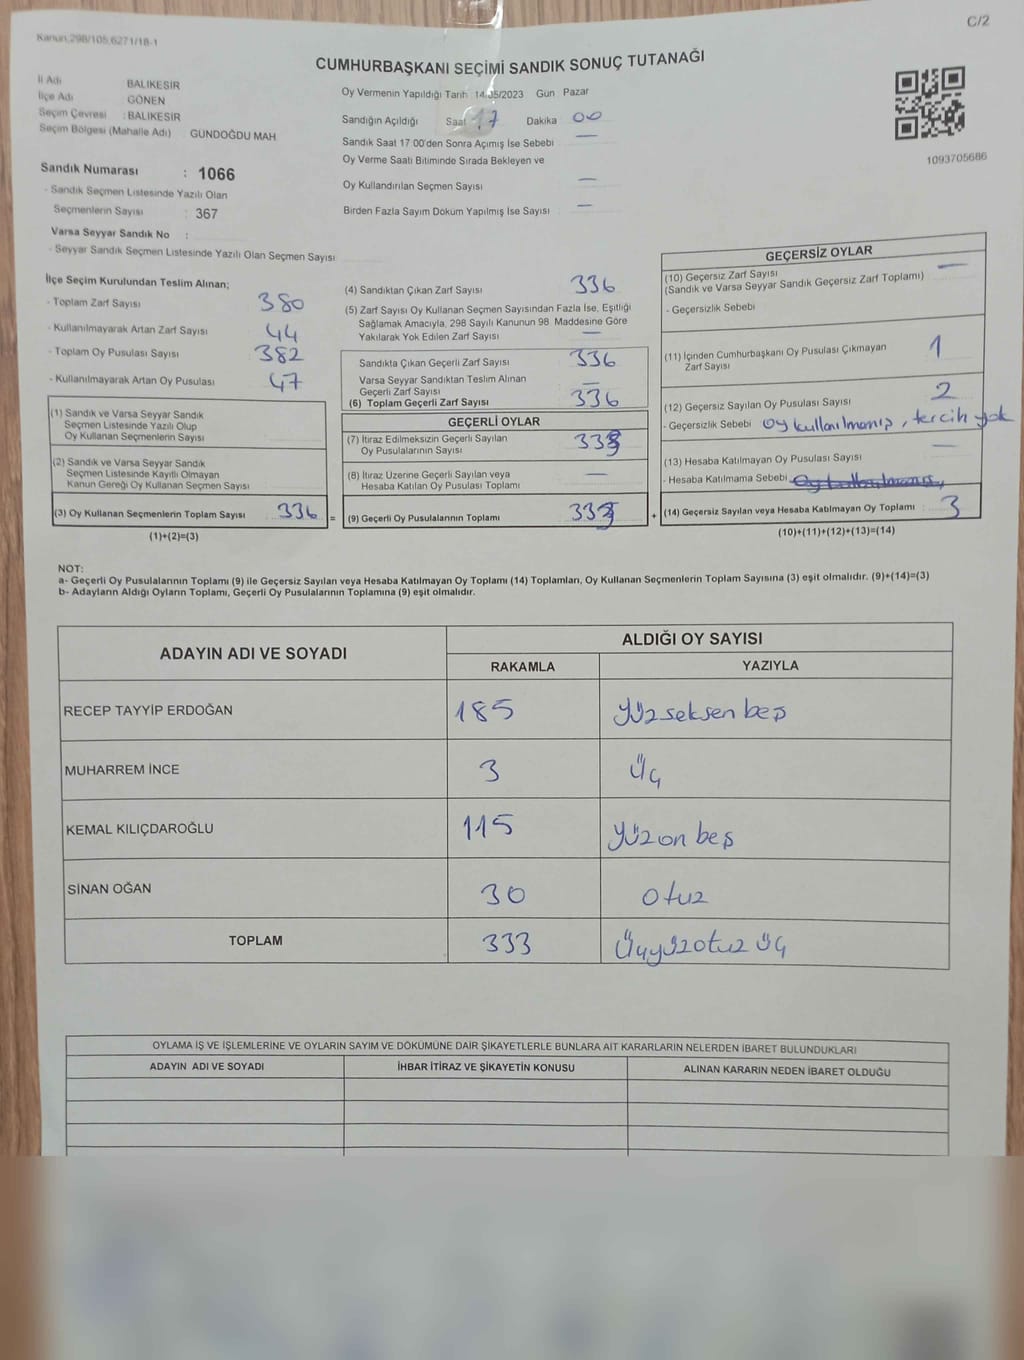 C/2
Kanun:298/105,6271/18-1
CUMHURBAŞKANI SEÇİMİ SANDIK SONUÇ TUTANAĞI
İl Adı BALIKESİR
İlçe Adı GÖNEN
Seçim Çevresi : BALIKESİR
Seçim Bölgesi (Mahalle Adı) : GÜNDOĞDU MAH.
Sandık Numarası : 1066
- Sandık Seçmen Listesinde Yazılı Olan
Seçmenlerin Sayısı : 367
Varsa Seyyar Sandık No :
- Seyyar Sandık Seçmen Listesinde Yazılı Olan Seçmen Sayısı
Oy Vermenin Yapıldığı Tarih : 14.05/2023 Gün Pazar
Sandığın Açıldığı Saat 17 Dakika 00
Sandık Saat 17 00'den Sonra Açımış İse Sebebi —
Oy Verme Saati Bitiminde Sırada Bekleyen ve
Oy Kullandırılan Seçmen Sayısı —
Birden Fazla Sayım Döküm Yapılmış İse Sayısı —
1093705686
İlçe Seçim Kurulundan Teslim Alınan;
- Toplam Zarf Sayısı 380
- Kullanılmayarak Artan Zarf Sayısı 44
- Toplam Oy Pusulası Sayısı 382
- Kullanılmayarak Artan Oy Pusulası 47
(1) Sandık ve Varsa Seyyar Sandık
Seçmen Listesinde Yazılı Olup
Oy Kullanan Seçmenlerin Sayısı
(2) Sandık ve Varsa Seyyar Sandık
Seçmen Listesinde Kayıtlı Olmayan
Kanun Gereği Oy Kullanan Seçmen Sayısı
(3) Oy Kullanan Seçmenlerin Toplam Sayısı 336 =
(1)+(2)=(3)
(4) Sandıktan Çıkan Zarf Sayısı 336
(5) Zarf Sayısı Oy Kullanan Seçmen Sayısından Fazla İse, Eşitliği
Sağlamak Amacıyla, 298 Sayılı Kanunun 98. Maddesine Göre
Yakılarak Yok Edilen Zarf Sayısı —
Sandıkta Çıkan Geçerli Zarf Sayısı 336
Varsa Seyyar Sandıktan Teslim Alınan
Geçerli Zarf Sayısı —
(6) Toplam Geçerli Zarf Sayısı 336
GEÇERLİ OYLAR
(7) İtiraz Edilmeksizin Geçerli Sayılan
Oy Pusulalarının Sayısı 333
(8) İtiraz Üzerine Geçerli Sayılan veya
Hesaba Katılan Oy Pusulası Toplamı —
(9) Geçerli Oy Pusulalarının Toplamı 333 +
GEÇERSİZ OYLAR
(10) Geçersiz Zarf Sayısı —
(Sandık ve Varsa Seyyar Sandık Geçersiz Zarf Toplamı)
- Geçersizlik Sebebi
(11) İçinden Cumhurbaşkanı Oy Pusulası Çıkmayan
Zarf Sayısı 1
(12) Geçersiz Sayılan Oy Pusulası Sayısı 2
- Geçersizlik Sebebi Oy kullanılmamış, tercih yok
(13) Hesaba Katılmayan Oy Pusulası Sayısı —
- Hesaba Katılmama Sebebi
(14) Geçersiz Sayılan veya Hesaba Katılmayan Oy Toplamı : 3
(10)+(11)+(12)+(13)=(14)
NOT:
a- Geçerli Oy Pusulalarının Toplamı (9) ile Geçersiz Sayılan veya Hesaba Katılmayan Oy Toplamı (14) Toplamları, Oy Kullanan Seçmenlerin Toplam Sayısına (3) eşit olmalıdır. (9)+(14)=(3)
b- Adayların Aldığı Oyların Toplamı, Geçerli Oy Pusulalarının Toplamına (9) eşit olmalıdır.
ADAYIN ADI VE SOYADI ALDIĞI OY SAYISI
RAKAMLA YAZIYLA
RECEP TAYYİP ERDOĞAN 185 Yüzseksen beş
MUHARREM İNCE 3 Üç
KEMAL KILIÇDAROĞLU 115 Yüzon beş
SİNAN OĞAN 30 Otuz
TOPLAM 333 Üçyüzotuz üç
OYLAMA İŞ VE İŞLEMLERİNE VE OYLARIN SAYIM VE DÖKÜMÜNE DAİR ŞİKAYETLERLE BUNLARA AİT KARARLARIN NELERDEN İBARET BULUNDUKLARI
ADAYIN ADI VE SOYADI İHBAR İTİRAZ VE ŞİKAYETİN KONUSU ALINAN KARARIN NEDEN İBARET OLDUĞU